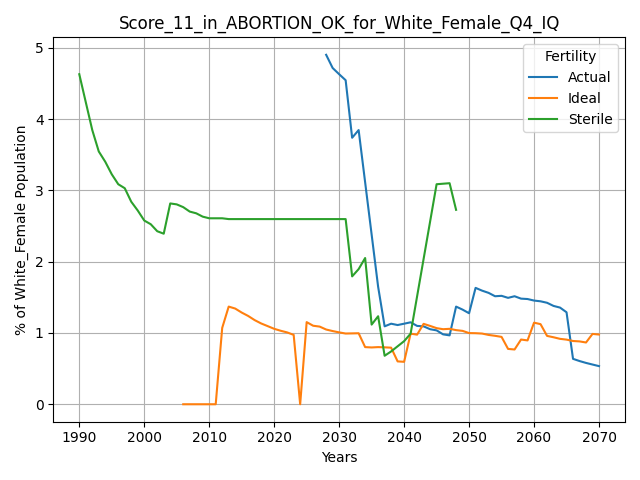 Score_11_in_ABORTION_OK_for_White_Female_Q4_IQ
Fertility
Actual
Ideal
Sterile
% of White_Female Population
5
4
3
2
1
0
1990 2000 2010 2020 2030 2040 2050 2060 2070
Years